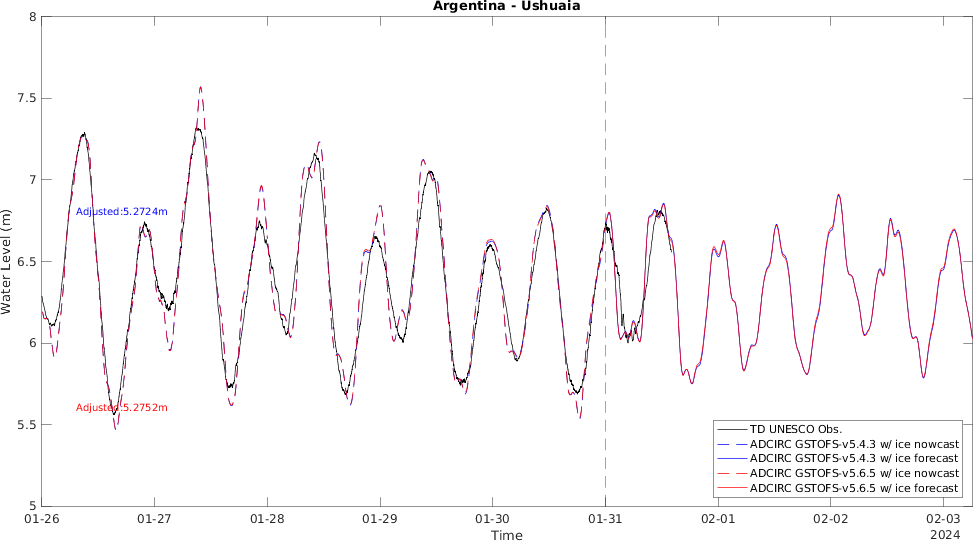 Argentina - Ushuaia
8
7.5
7
6.5
6
5.5
5
Water Level (m)
Adjusted:5.2724m
Adjusted:5.2752m
TD UNESCO Obs.
ADCIRC GSTOFS-v5.4.3 w/ ice nowcast
ADCIRC GSTOFS-v5.4.3 w/ ice forecast
ADCIRC GSTOFS-v5.6.5 w/ ice nowcast
ADCIRC GSTOFS-v5.6.5 w/ ice forecast
01-26 01-27 01-28 01-29 01-30 01-31 02-01 02-02 02-03
Time
2024